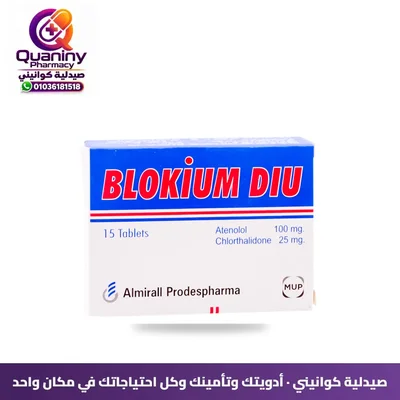 Quaniny
Pharmacy
صيدلية كوانيني
01036181518
BLOKiUM DIU
15 Tablets
Atenolol 100 mg.
Chlorthalidone 25 mg.
Almirall Prodespharma
MUP
صيدلية كوانيني - أدويتك وتأمينك وكل احتياجاتك في مكان واحد